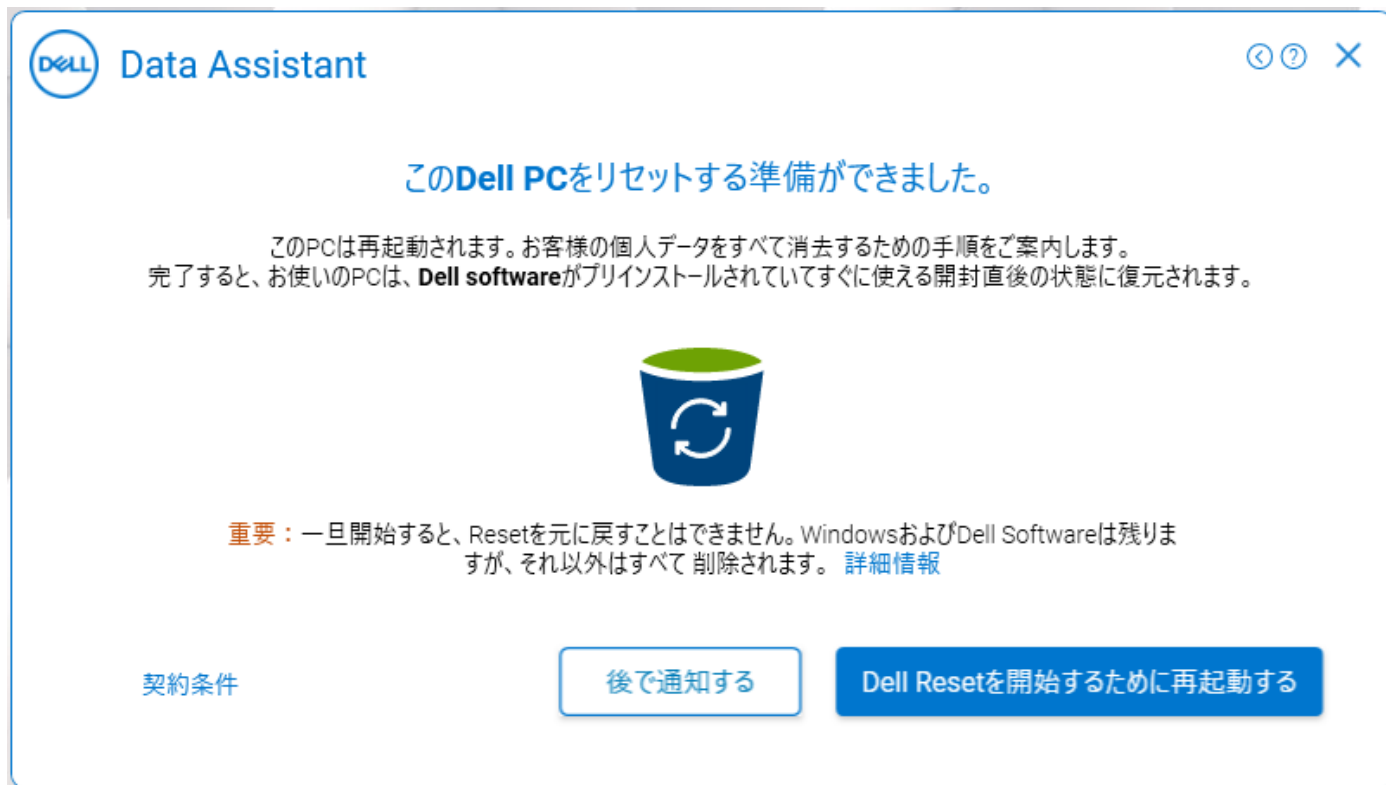 DELL Data Assistant
このDell PCをリセットする準備ができました。
このPCは再起動されます。お客様の個人データをすべて消去するための手順をご案内します。
完了すると、お使いのPCは、Dell softwareがプリインストールされていてすぐに使える開封直後の状態に復元されます。
重要：一旦開始すると、Resetを元に戻すことはできません。WindowsおよびDell Softwareは残りま
すが、それ以外はすべて 削除されます。 詳細情報
契約条件 後で通知する Dell Resetを開始するために再起動する